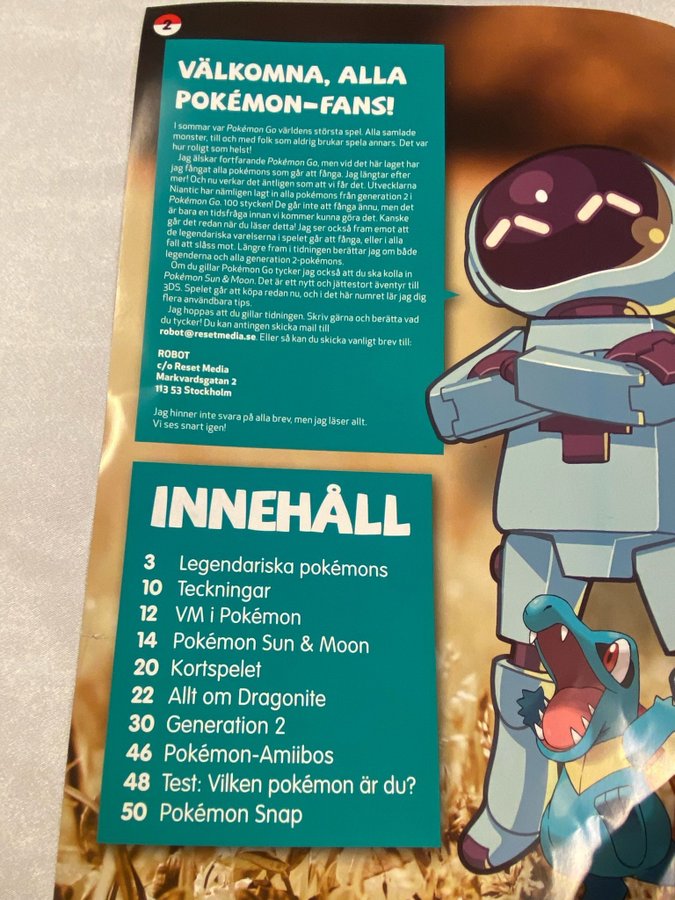 2
VÄLKOMNA, ALLA
POKÉMON-FANS!
I sommar var Pokémon Go världens största spel. Alla samlade
monster, till och med folk som aldrig brukar spela annars. Det var
hur roligt som helst!
Jag älskar fortfarande Pokémon Go, men vid det här laget har
jag fångat alla pokémons som går att fånga. Jag längtar efter
mer! Och nu verkar det äntligen som att vi får det. Utvecklarna
Niantic har nämligen lagt in alla pokémons från generation 2 i
Pokémon Go. 100 stycken! De går inte att fånga ännu, men det
är bara en tidsfråga innan vi kommer kunna göra det. Kanske
går det redan när du läser detta! Jag ser också fram emot att
de legendariska varelserna i spelet går att fånga, eller i alla
fall att slåss mot. Längre fram i tidningen berättar jag om både
legenderna och alla generation 2-pokémons.
Om du gillar Pokémon Go tycker jag också att du ska kolla in
Pokémon Sun & Moon. Det är ett nytt och jättestort äventyr till
3DS. Spelet går att köpa redan nu, och i det här numret lär jag dig
flera användbara tips.
Jag hoppas att du gillar tidningen. Skriv gärna och berätta vad
du tycker! Du kan antingen skicka mail till
robot@resetmedia.se. Eller så kan du skicka vanligt brev till:
ROBOT
c/o Reset Media
Markvardsgatan 2
113 53 Stockholm
Jag hinner inte svara på alla brev, men jag läser allt.
Vi ses snart igen!
INNEHÅLL
3 Legendariska pokémons
10 Teckningar
12 VM i Pokémon
14 Pokémon Sun & Moon
20 Kortspelet
22 Allt om Dragonite
30 Generation 2
46 Pokémon-Amiibos
48 Test: Vilken pokémon är du?
50 Pokémon Snap